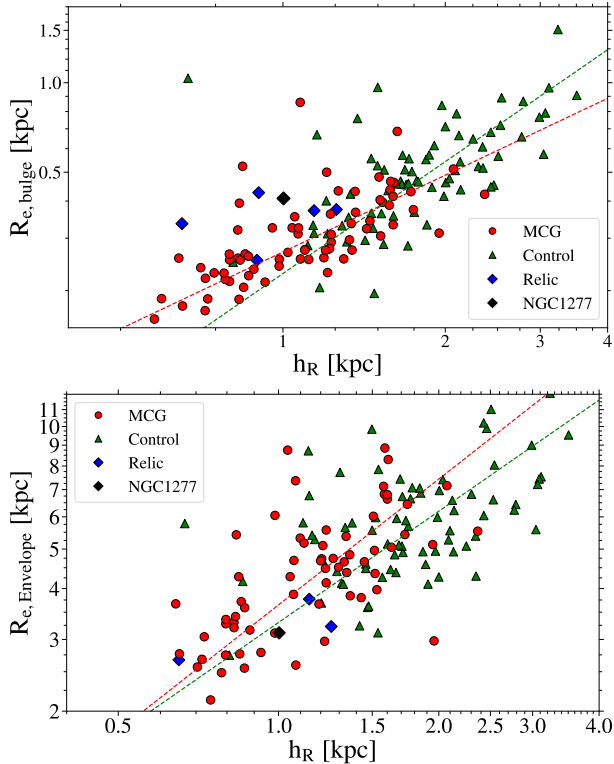 1.5
1.0
0.5
R_e, bulge [kpc]
MCG
Control
Relic
NGC1277
1 2 3 4
h_R [kpc]
11
10
9
8
7
6
5
4
3
2
R_e, Envelope [kpc]
MCG
Control
Relic
NGC1277
0.5 1.0 1.5 2.0 2.5 3.0 4.0
h_R [kpc]